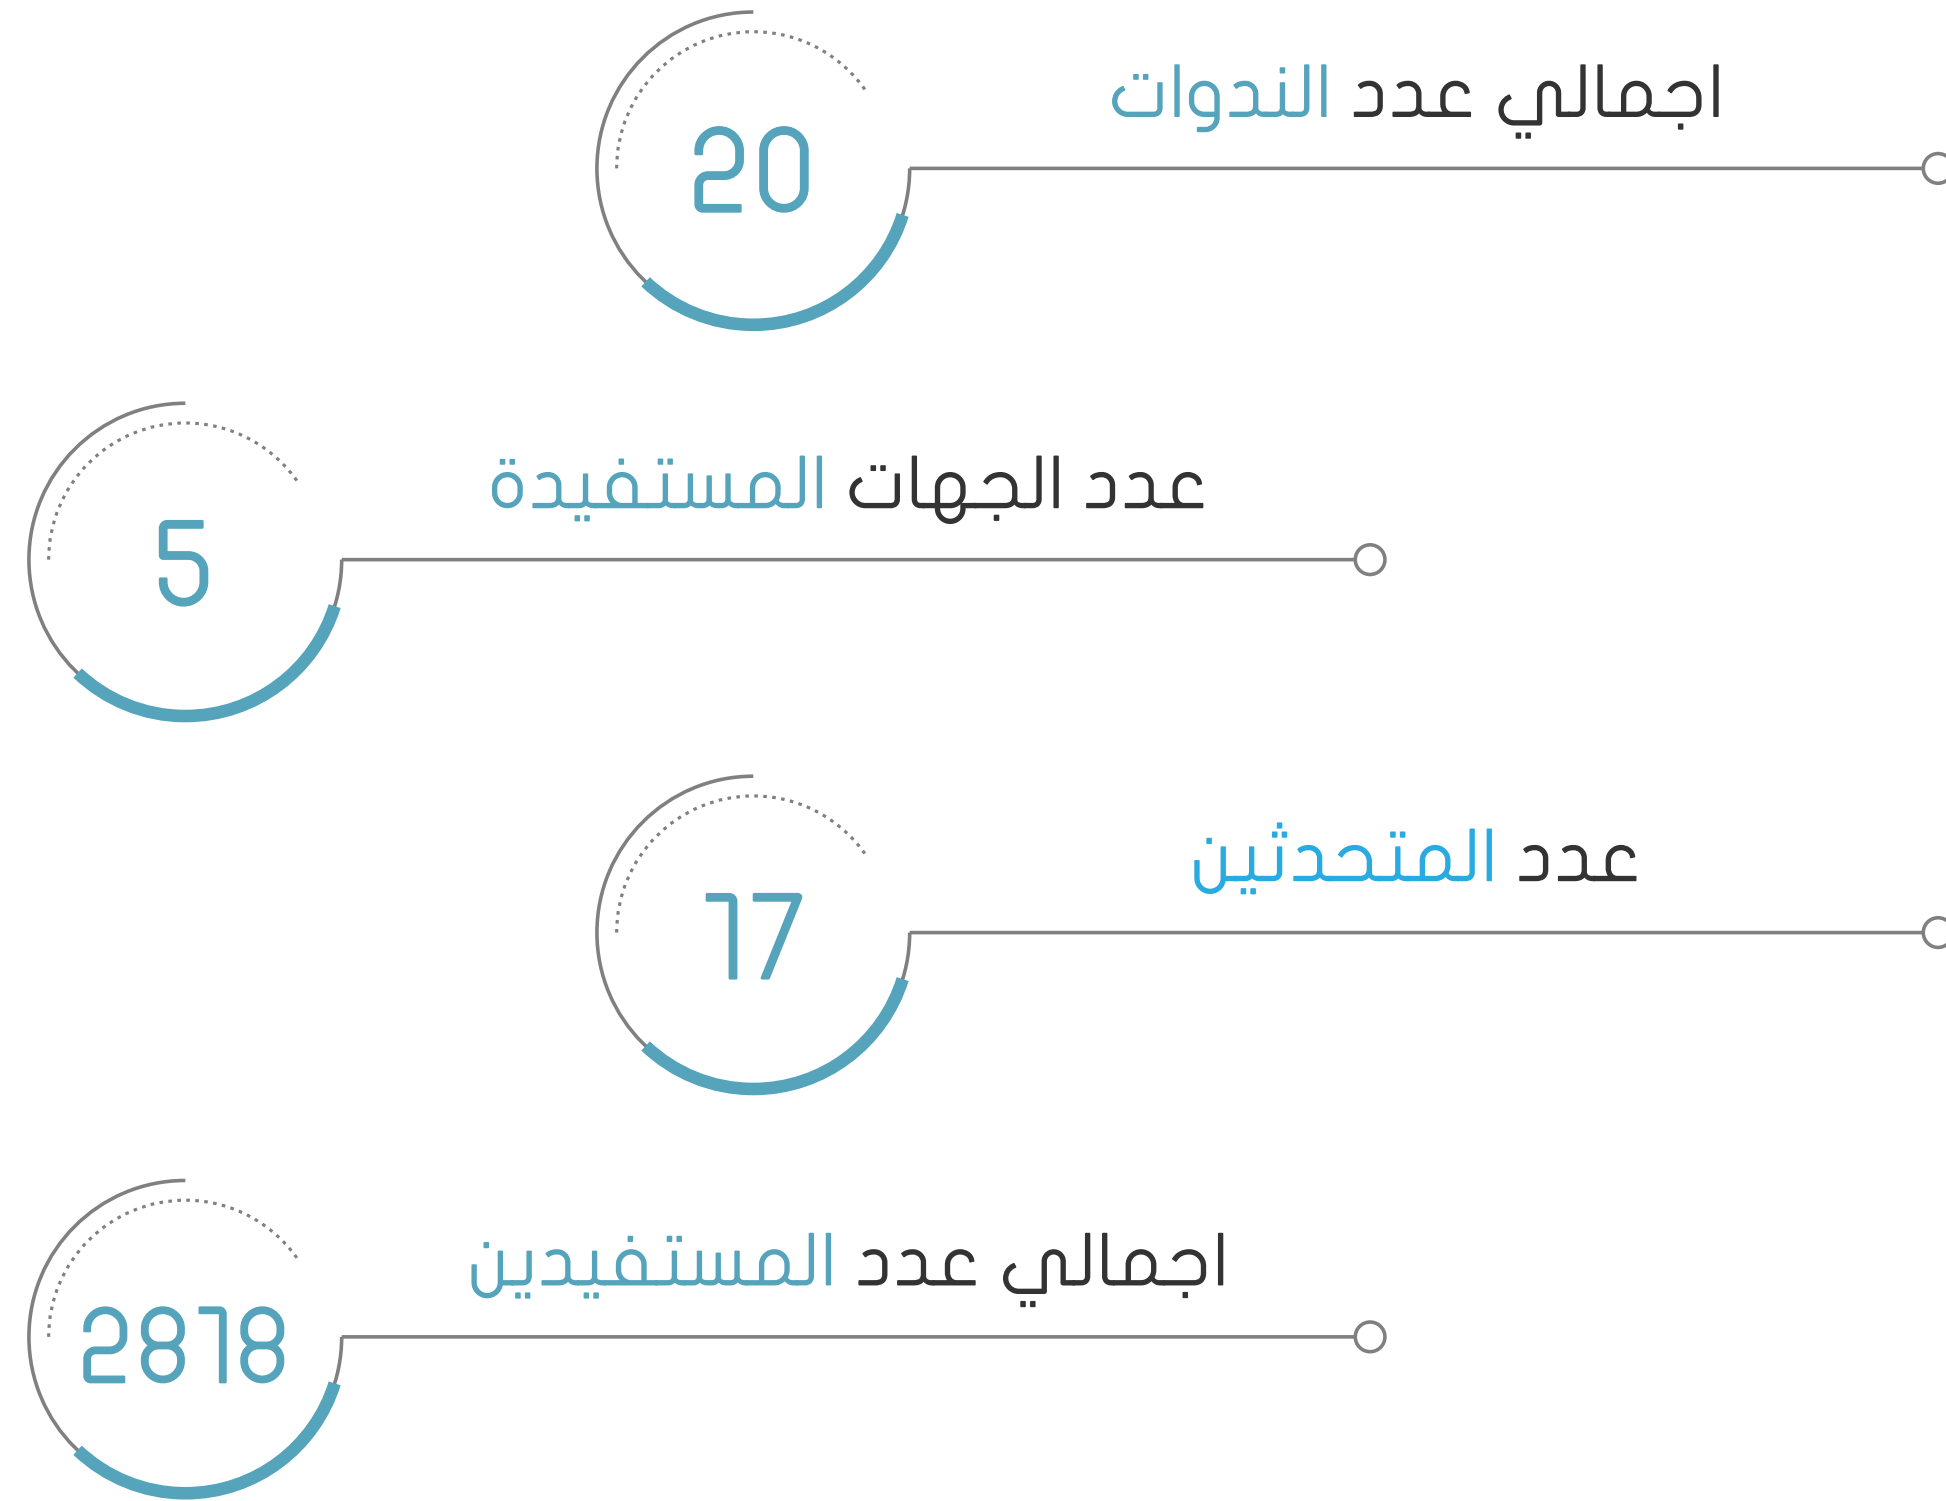 اجمالي عدد الندوات
20
عدد الجهات المستفيدة
5
عدد المتحدثين
17
اجمالي عدد المستفيدين
2818